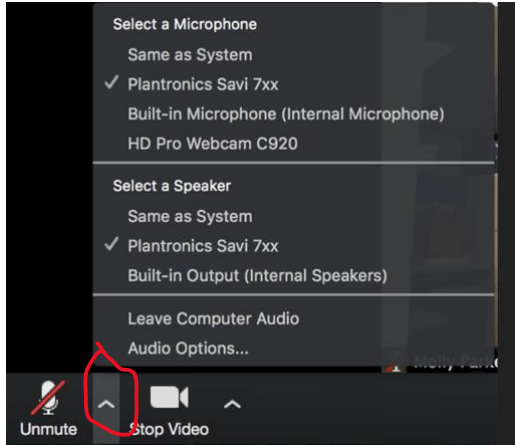 Select a Microphone
Same as System
✓ Plantronics Savi 7xx
Built-in Microphone (Internal Microphone)
HD Pro Webcam C920
Select a Speaker
Same as System
✓ Plantronics Savi 7xx
Built-in Output (Internal Speakers)
Leave Computer Audio
Audio Options...
Molly Parke
Unmute
Stop Video